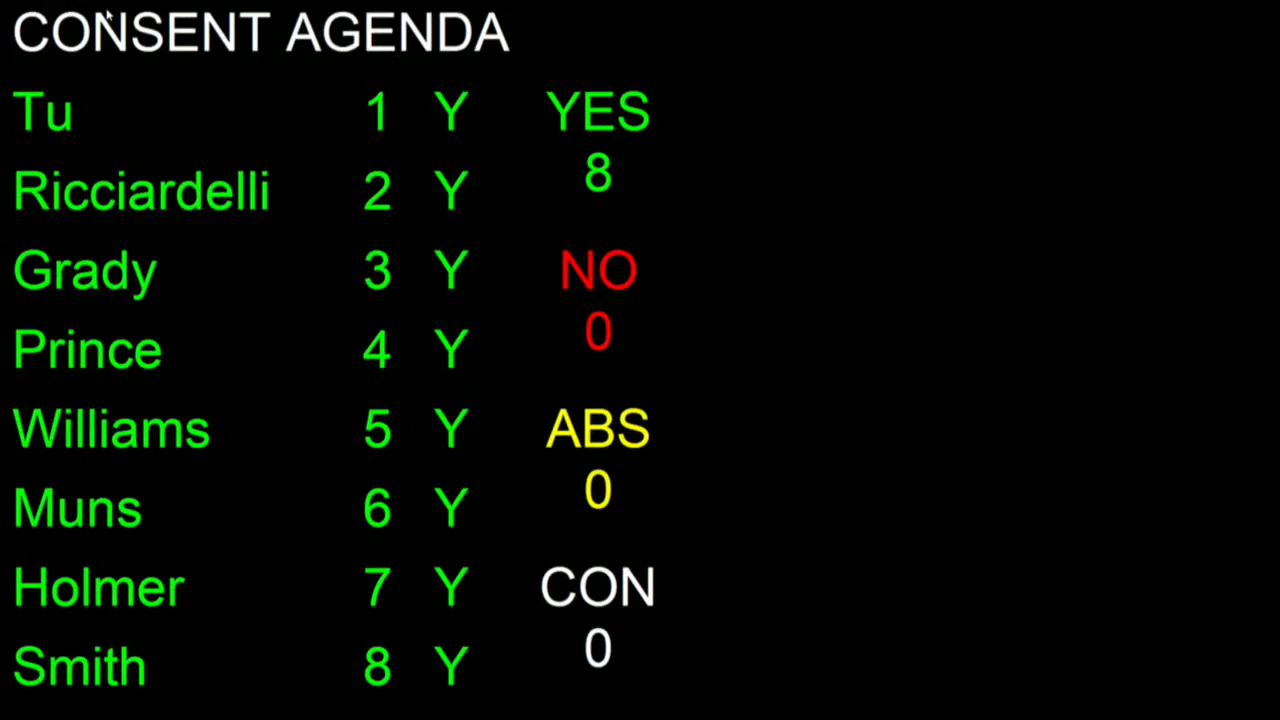 CONSENT AGENDA
Tu 1 Y YES
8
Ricciardelli 2 Y
Grady 3 Y NO
0
Prince 4 Y
Williams 5 Y ABS
0
Muns 6 Y
Holmer 7 Y CON
0
Smith 8 Y